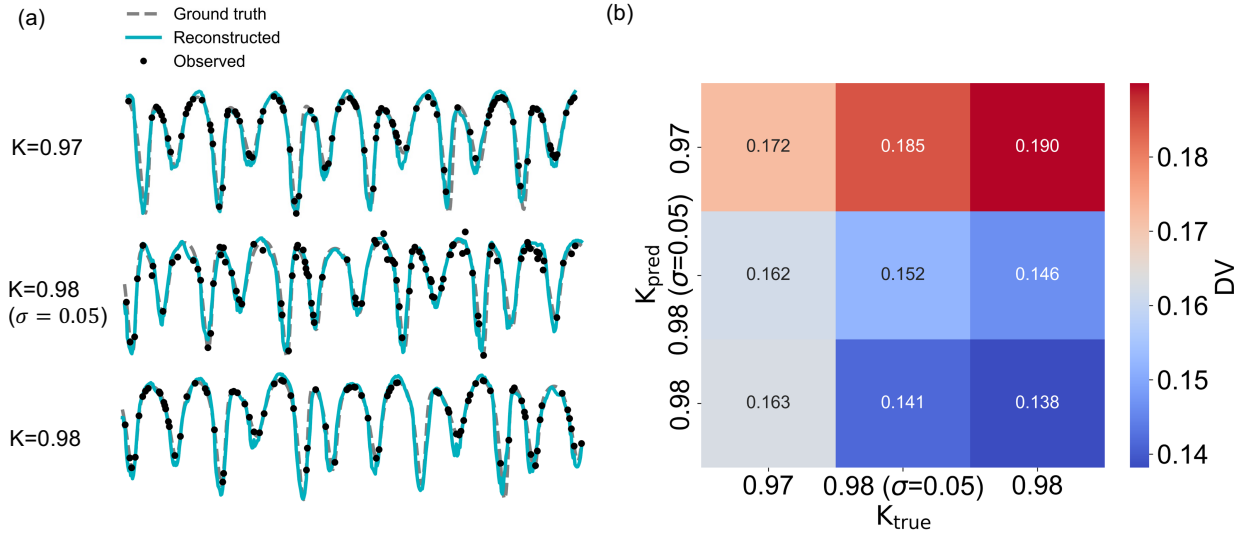 (a)
Ground truth
Reconstructed
Observed
K=0.97
K=0.98
(σ = 0.05)
K=0.98
(b)
0.172 0.185 0.190
0.162 0.152 0.146
0.163 0.141 0.138
K_pred
0.97
0.98 (σ=0.05)
0.98
0.97 0.98 (σ=0.05) 0.98
K_true
0.18
0.17
0.16
0.15
0.14
DV